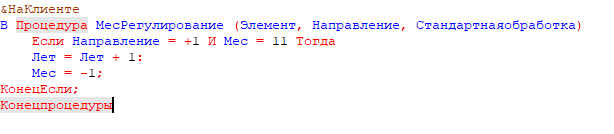 &НаКлиенте
В Процедура МесРегулирование (Элемент, Направление, Стандартнаяобработка)
Если Направление = +1 И Мес = 11 Тогда
Лет = Лет + 1:
Мес = -1;
КонецЕсли;
Конецпроцедуры